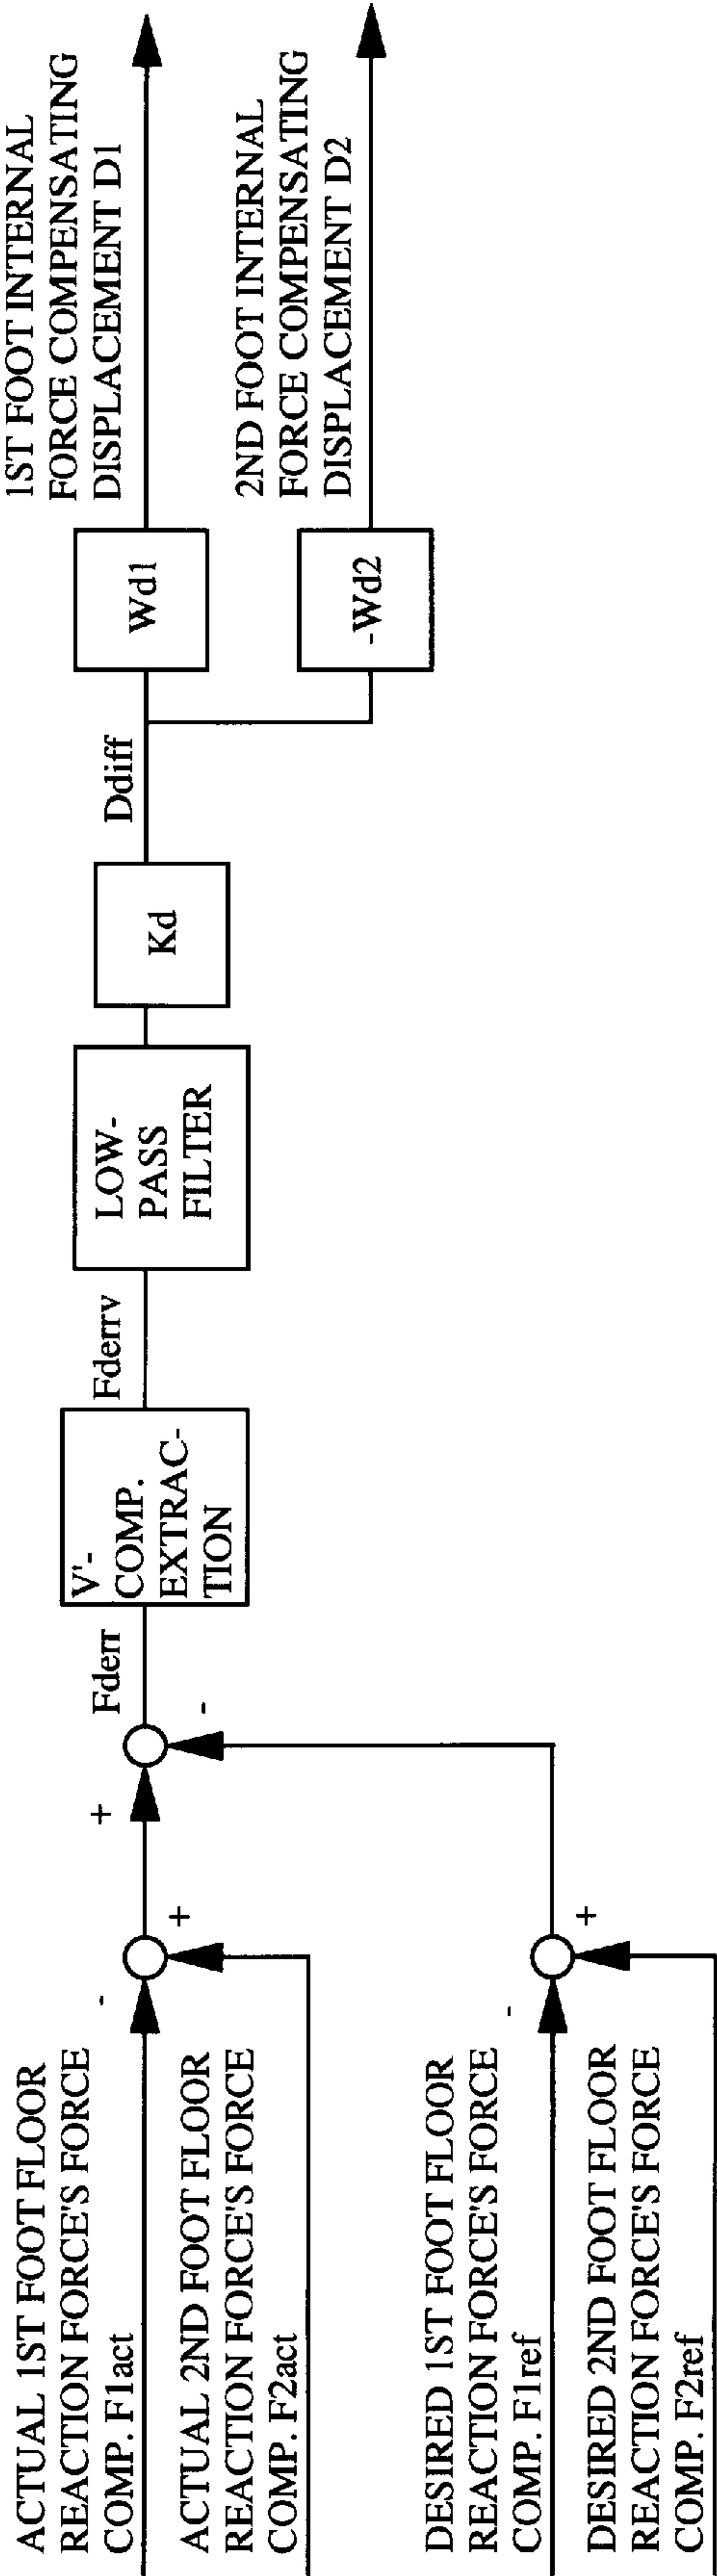 ACTUAL 1ST FOOT FLOOR
REACTION FORCE'S FORCE
COMP. F1act
ACTUAL 2ND FOOT FLOOR
REACTION FORCE'S FORCE
COMP. F2act
DESIRED 1ST FOOT FLOOR
REACTION FORCE'S FORCE
COMP. F1ref
DESIRED 2ND FOOT FLOOR
REACTION FORCE'S FORCE
COMP. F2ref
-
+
-
+
+
-
Fderr
V'-
COMP.
EXTRAC-
TION
Fderrv
LOW-
PASS
FILTER
Kd
Ddiff
Wd1
-Wd2
1ST FOOT INTERNAL
FORCE COMPENSATING
DISPLACEMENT D1
2ND FOOT INTERNAL
FORCE COMPENSATING
DISPLACEMENT D2